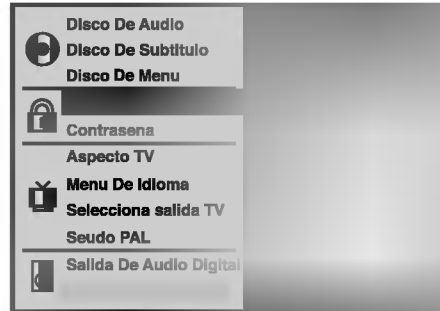 Disco De Audio
Disco De Subtitulo
Disco De Menu
Contrasena
Aspecto TV
Menu De Idioma
Selecciona salida TV
Seudo PAL
Salida De Audio Digital